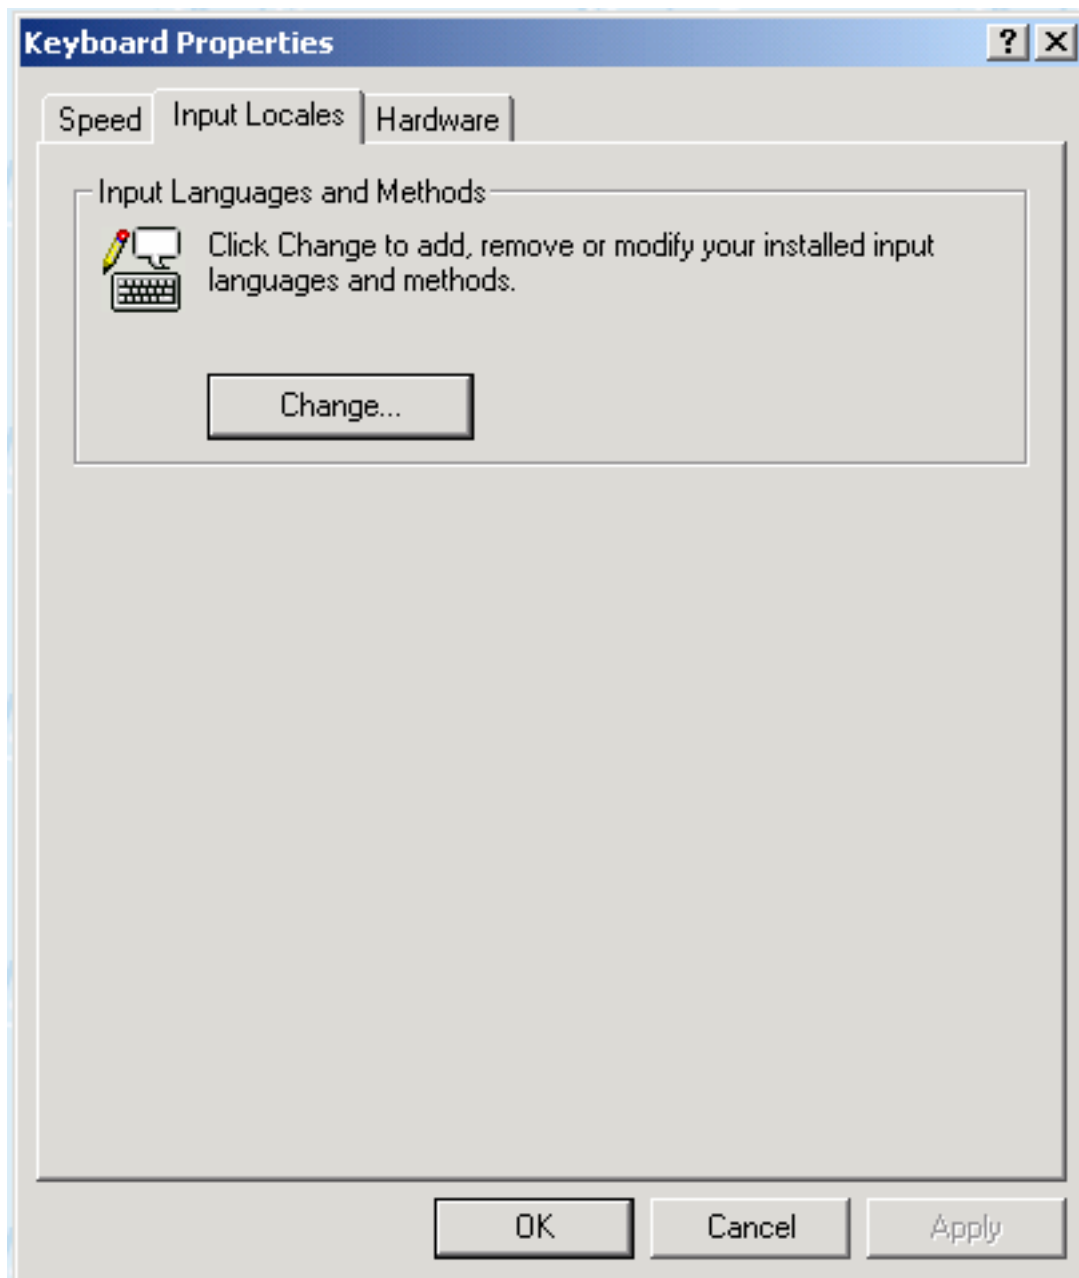 Keyboard Properties
Speed Input Locales Hardware
Input Languages and Methods
Click Change to add, remove or modify your installed input
languages and methods.
Change...
OK Cancel Apply